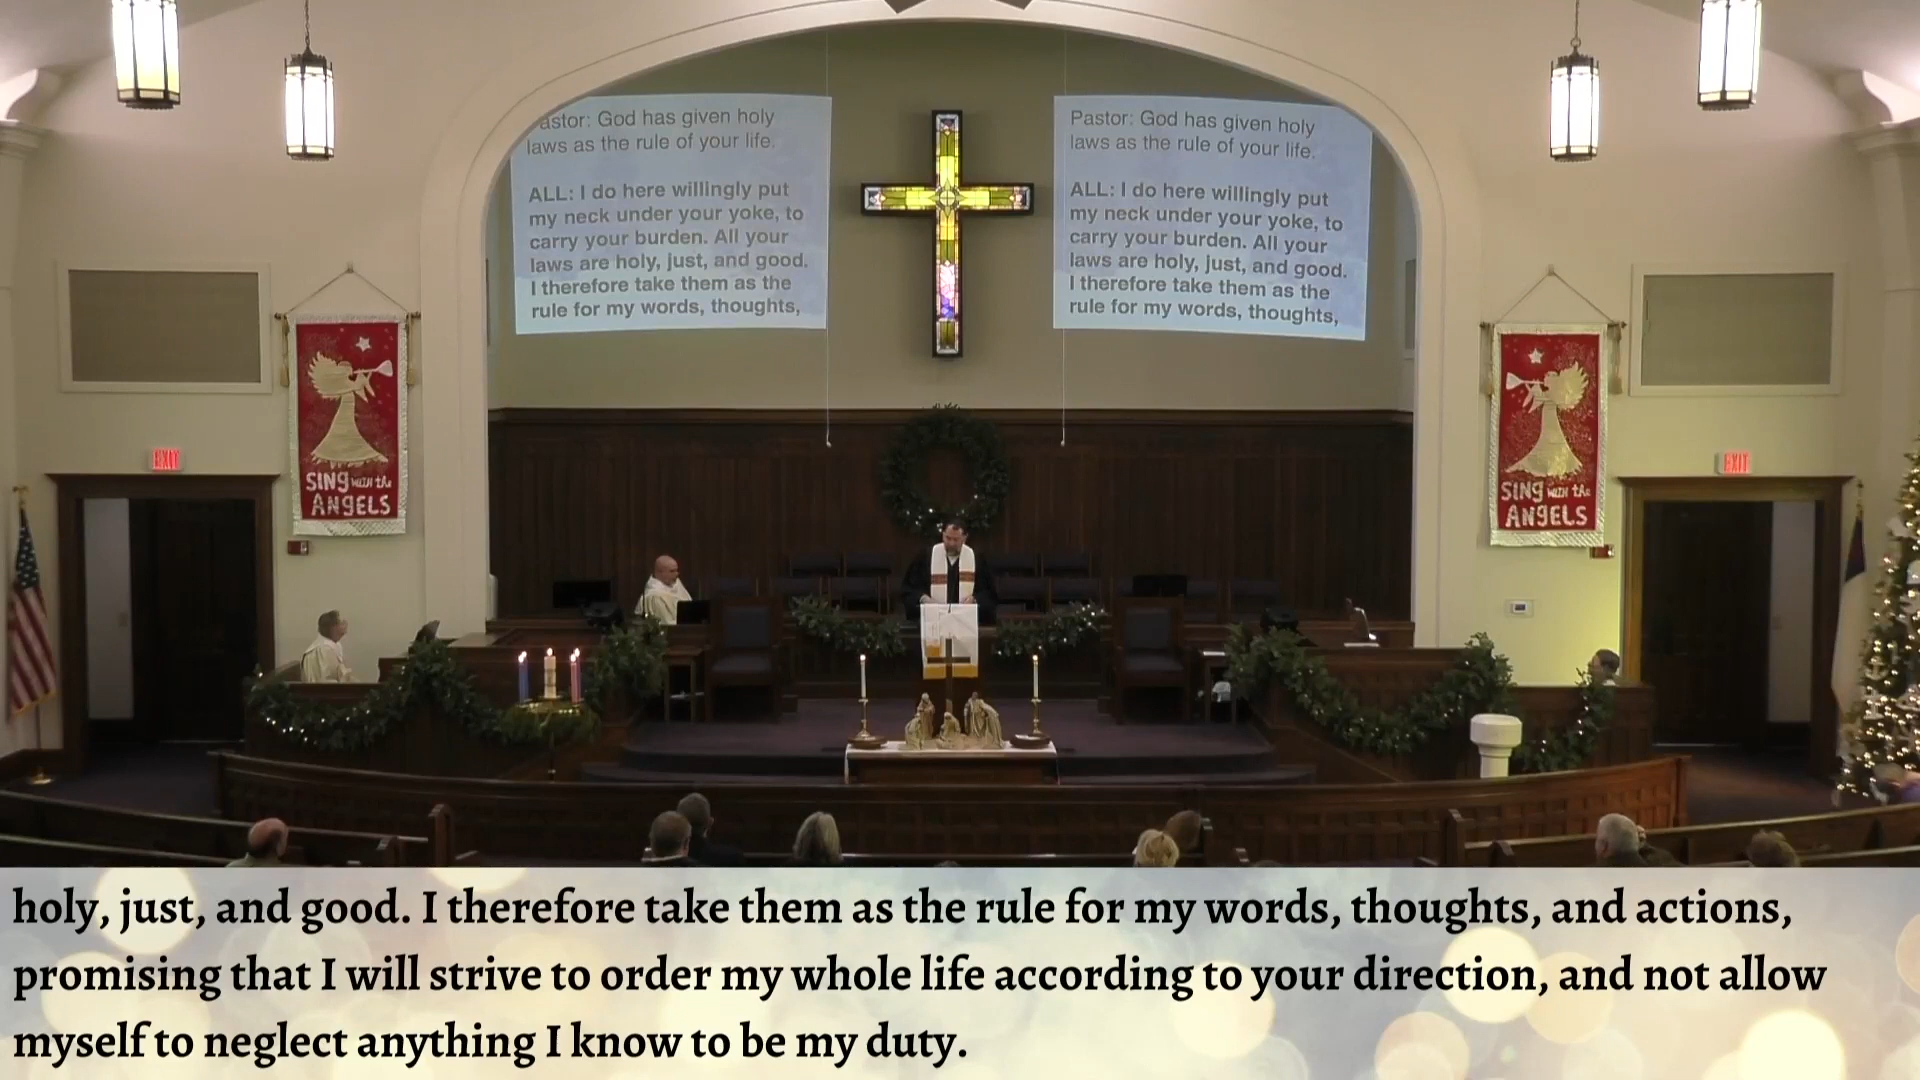 astor: God has given holy
laws as the rule of your life.
ALL: I do here willingly put
my neck under your yoke, to
carry your burden. All your
laws are holy, just, and good.
I therefore take them as the
rule for my words, thoughts,
Pastor: God has given holy
laws as the rule of your life.
ALL: I do here willingly put
my neck under your yoke, to
carry your burden. All your
laws are holy, just, and good.
I therefore take them as the
rule for my words, thoughts,
EXIT
SING WITH the
ANGELS
EXIT
SING WITH the
ANGELS
holy, just, and good. I therefore take them as the rule for my words, thoughts, and actions,
promising that I will strive to order my whole life according to your direction, and not allow
myself to neglect anything I know to be my duty.